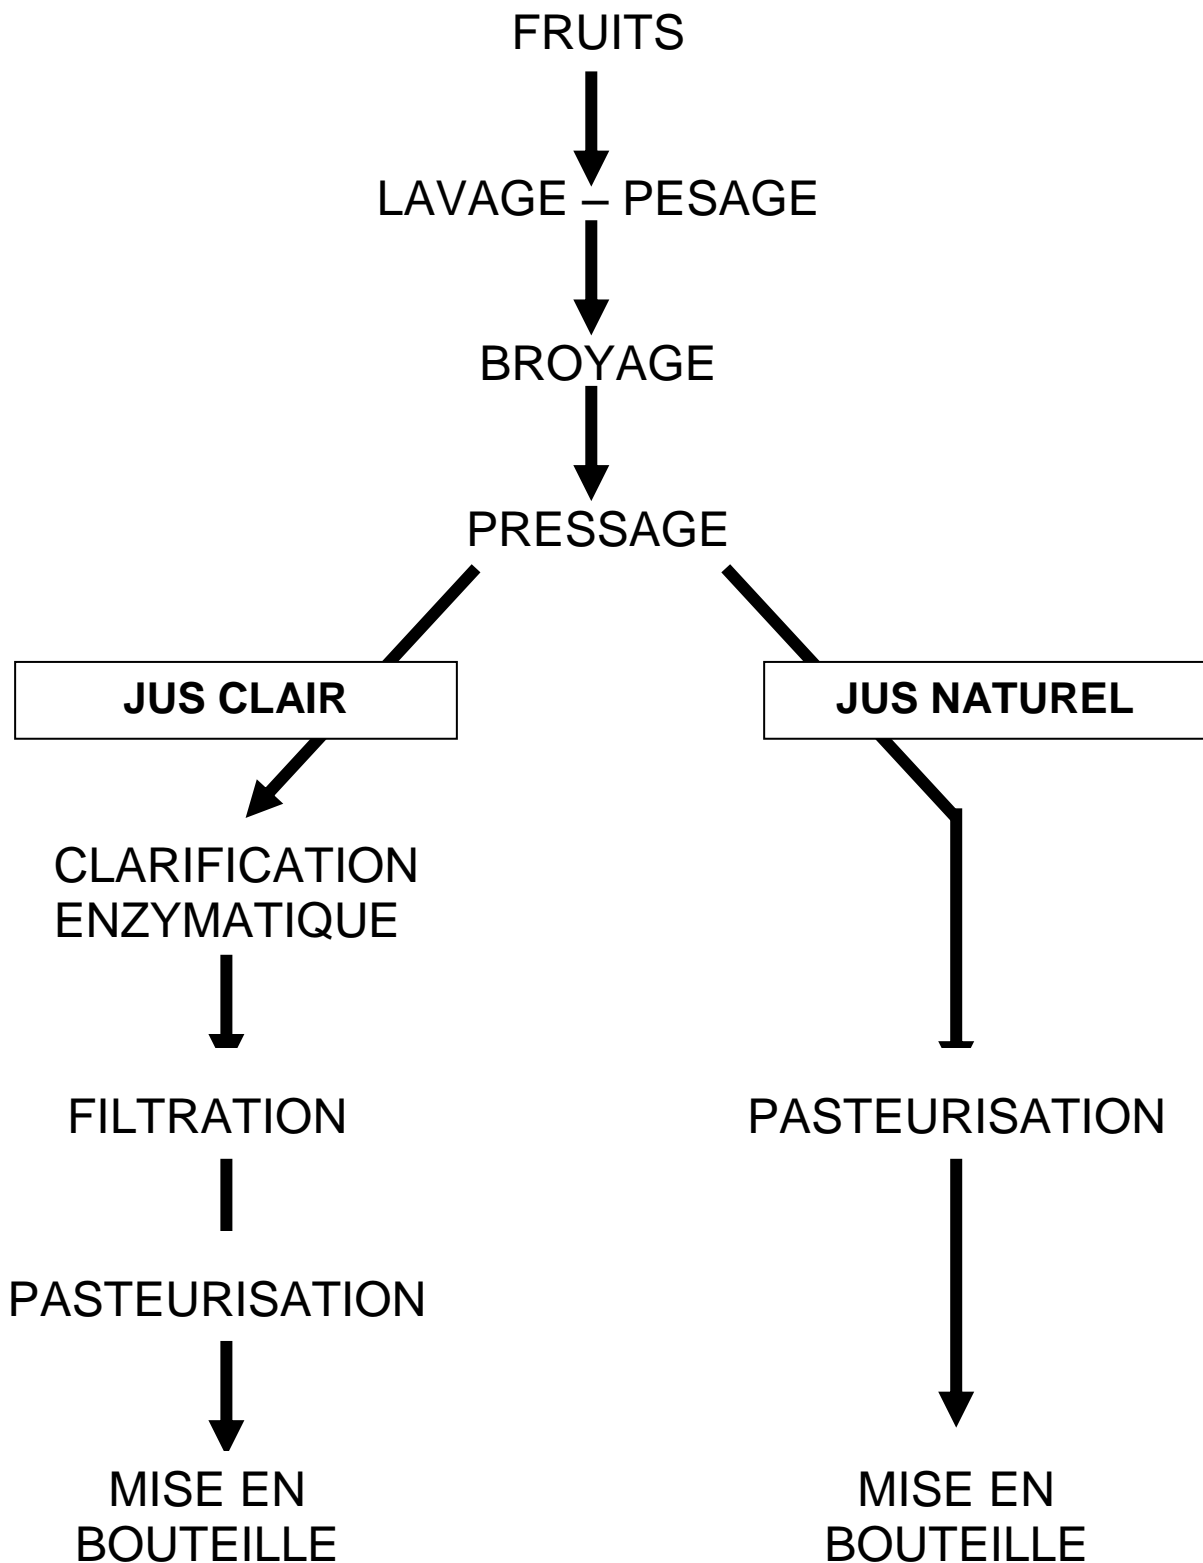 FRUITS
LAVAGE – PESAGE
BROYAGE
PRESSAGE
JUS CLAIR
JUS NATUREL
CLARIFICATION
ENZYMATIQUE
FILTRATION
PASTEURISATION
PASTEURISATION
MISE EN
BOUTEILLE
MISE EN
BOUTEILLE